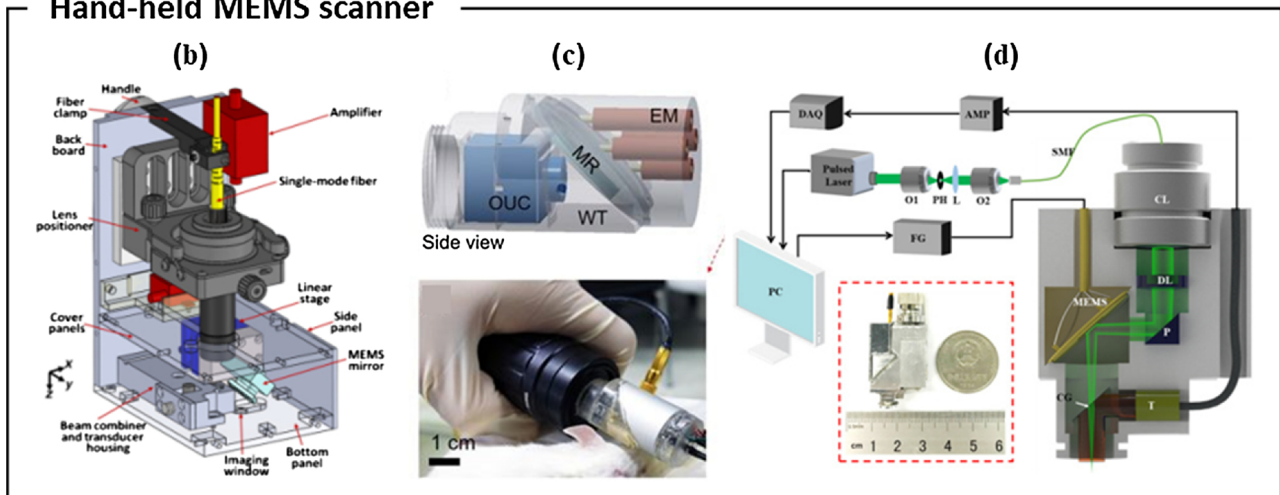 Hand-held MEMS scanner
(b)
Handle
Fiber
clamp
Back
board
Lens
positioner
Cover
panels
x
y
z
Beam combiner
and transducer
housing
Imaging
window
Bottom
panel
MEMS
mirror
Side
panel
Linear
stage
Single-mode fiber
Amplifier
(c)
EM
MR
OUC
WT
Side view
1 cm
(d)
DAQ
AMP
SMF
Pulsed
Laser
O1
PH
L
O2
CL
FG
PC
DL
MEMS
P
CG
T
cm 1 2 3 4 5 6